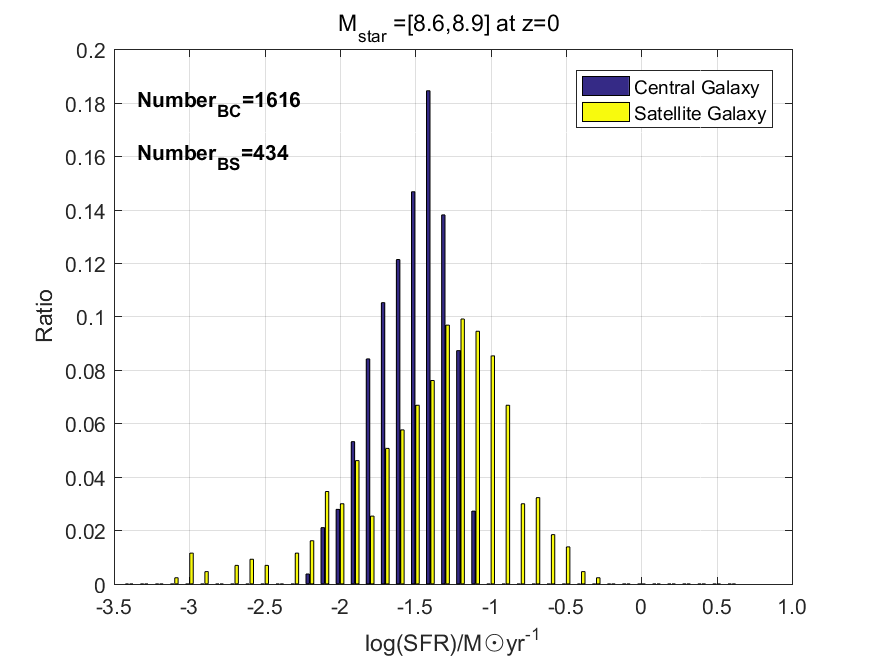 M_star =[8.6,8.9] at z=0
0.2
0.18
0.16
0.14
0.12
0.1
0.08
0.06
0.04
0.02
0
Ratio
Number_BC=1616
Number_BS=434
Central Galaxy
Satellite Galaxy
-3.5 -3 -2.5 -2 -1.5 -1 -0.5 0 0.5 1.0
log(SFR)/M☉yr^-1